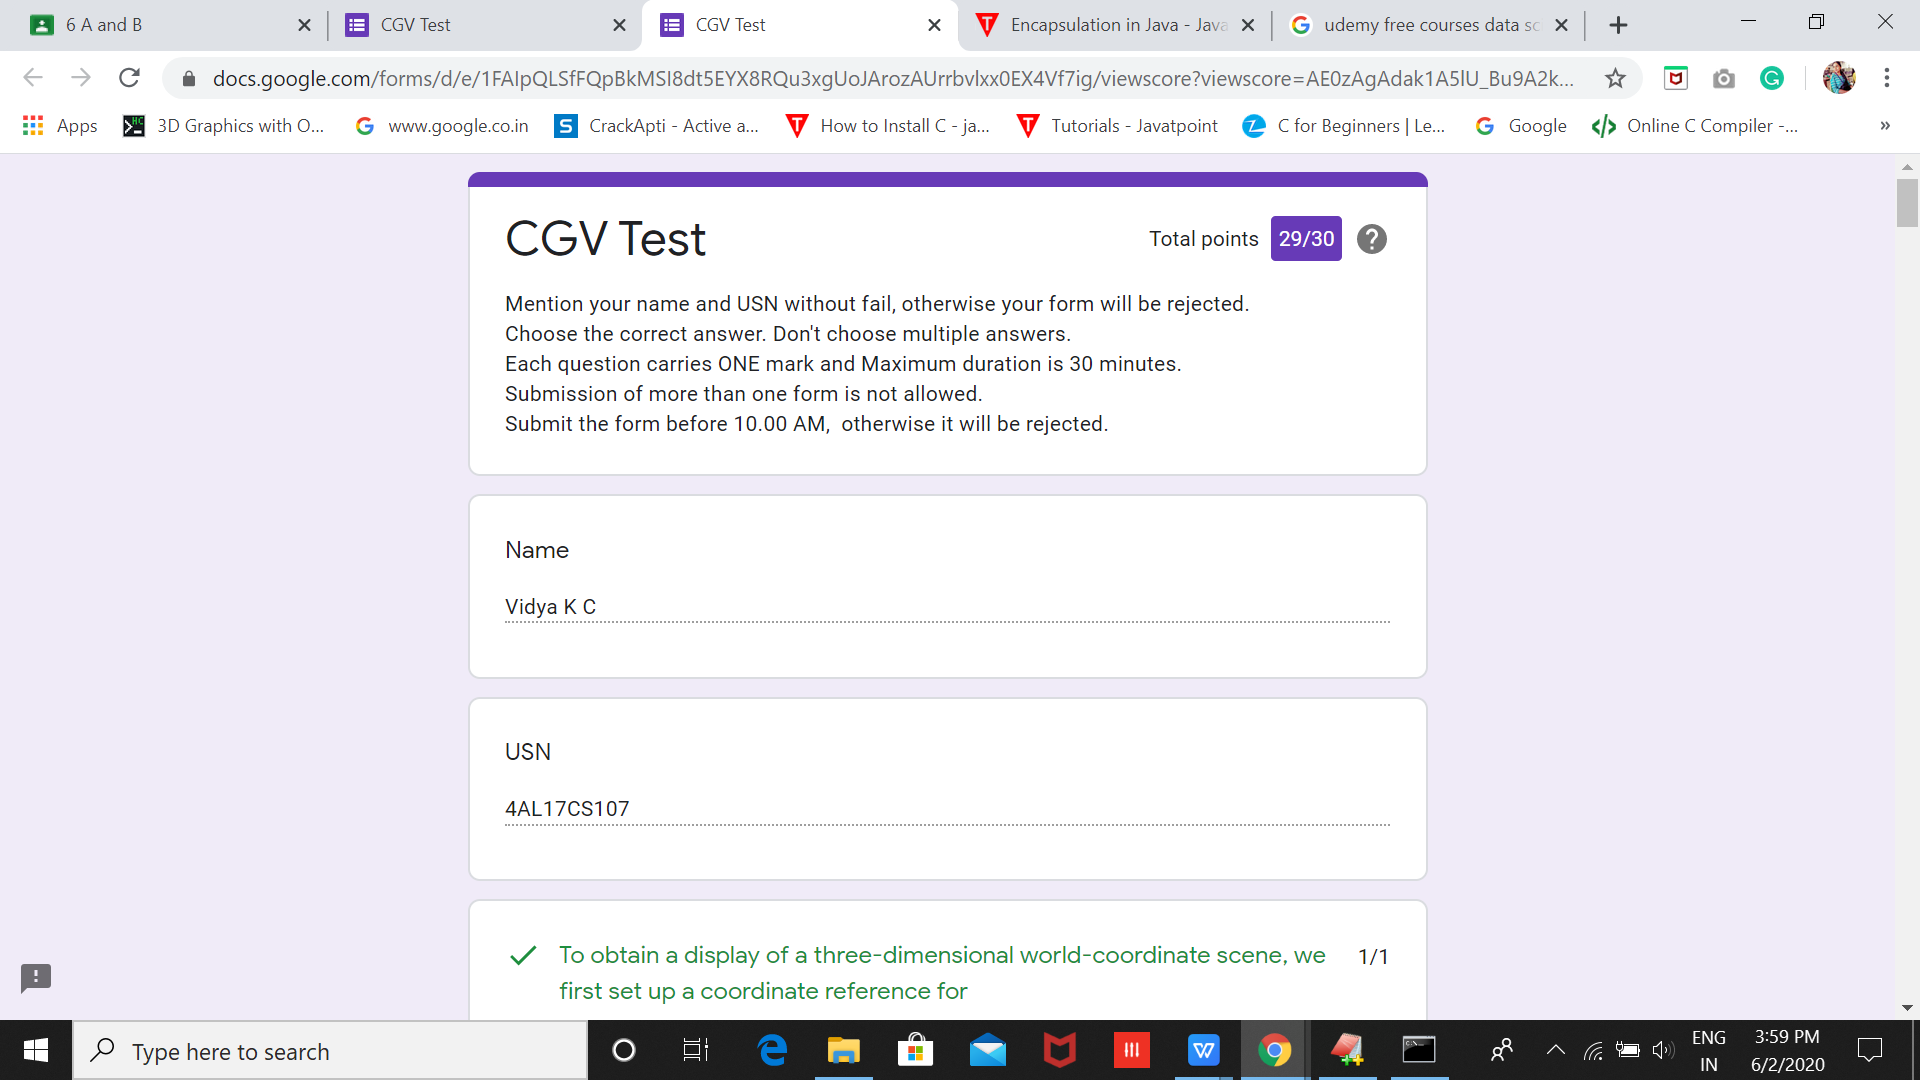 6 A and B
CGV Test
CGV Test
Encapsulation in Java - Java
udemy free courses data sc
docs.google.com/forms/d/e/1FAIpQLSfFQpBkMSI8dt5EYX8RQu3xgUoJArozAUrrbvlxx0EX4Vf7ig/viewscore?viewscore=AE0zAgAdak1A5lU_Bu9A2k...
Apps
3D Graphics with O...
www.google.co.in
CrackApti - Active a...
How to Install C - ja...
Tutorials - Javatpoint
C for Beginners | Le...
Google
Online C Compiler -...
»
CGV Test
Total points 29/30
Mention your name and USN without fail, otherwise your form will be rejected.
Choose the correct answer. Don't choose multiple answers.
Each question carries ONE mark and Maximum duration is 30 minutes.
Submission of more than one form is not allowed.
Submit the form before 10.00 AM,  otherwise it will be rejected.
Name
Vidya K C
USN
4AL17CS107
To obtain a display of a three-dimensional world-coordinate scene, we
first set up a coordinate reference for
1/1
Type here to search
ENG
IN
3:59 PM
6/2/2020